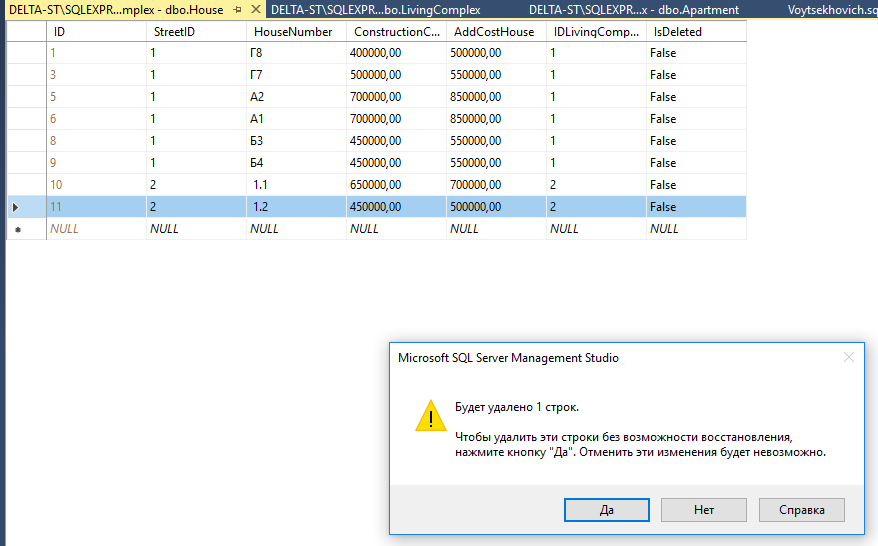 DELTA-ST\SQLEXPR...mplex - dbo.House DELTA-ST\SQLEXPR...bo.LivingComplex DELTA-ST\SQLEXPR...x - dbo.Apartment Voytsekhovich.sq
ID StreetID HouseNumber ConstructionC... AddCostHouse IDLivingComp... IsDeleted
1 1 Г8 400000,00 500000,00 1 False
3 1 Г7 500000,00 550000,00 1 False
5 1 А2 700000,00 850000,00 1 False
6 1 А1 700000,00 850000,00 1 False
8 1 Б3 450000,00 550000,00 1 False
9 1 Б4 450000,00 550000,00 1 False
10 2 1.1 650000,00 700000,00 2 False
11 2 1.2 450000,00 500000,00 2 False
NULL NULL NULL NULL NULL NULL NULL
Microsoft SQL Server Management Studio
Будет удалено 1 строк.
Чтобы удалить эти строки без возможности восстановления,
нажмите кнопку "Да". Отменить эти изменения будет невозможно.
Да Нет Справка